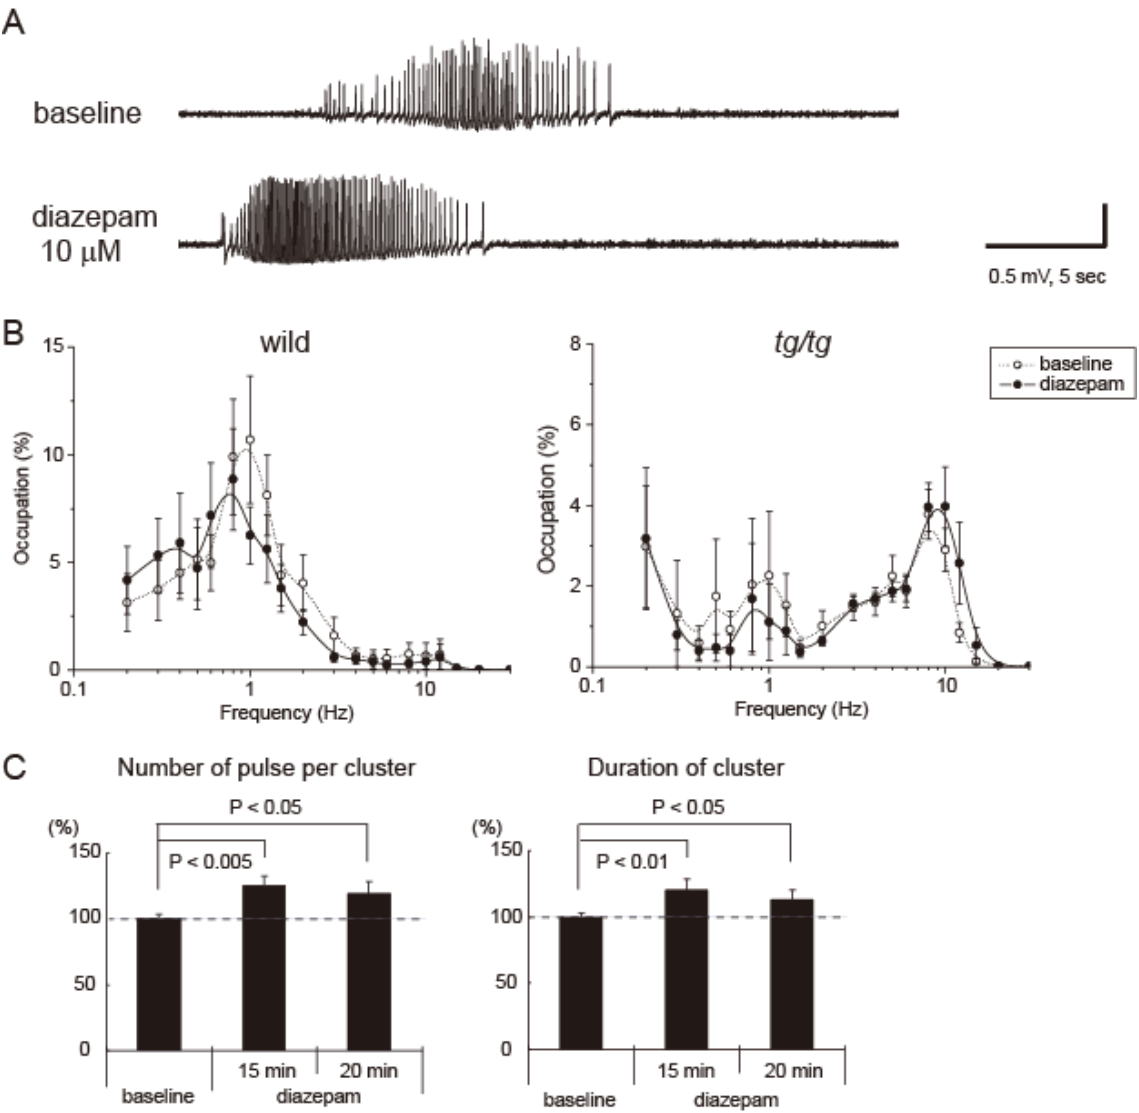 A
baseline
diazepam
10 μM
0.5 mV, 5 sec
B
wild
15
10
5
0
Occupation (%)
0.1
1
10
Frequency (Hz)
tg/tg
8
6
4
2
0
Occupation (%)
0.1
1
10
Frequency (Hz)
baseline
diazepam
C
Number of pulse per cluster
P < 0.05
(%)
P < 0.005
150
100
50
0
15 min
20 min
baseline
diazepam
Duration of cluster
P < 0.05
(%)
P < 0.01
150
100
50
0
15 min
20 min
baseline
diazepam